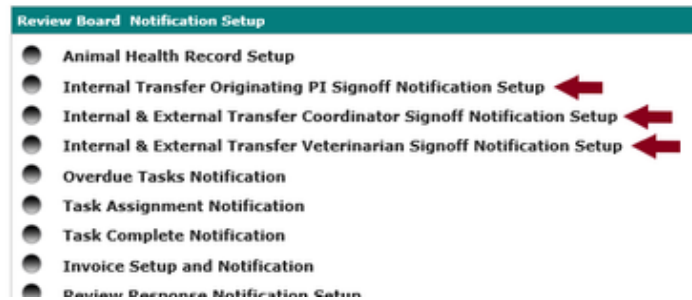 Review Board Notification Setup
Animal Health Record Setup
Internal Transfer Originating PI Signoff Notification Setup
Internal & External Transfer Coordinator Signoff Notification Setup
Internal & External Transfer Veterinarian Signoff Notification Setup
Overdue Tasks Notification
Task Assignment Notification
Task Complete Notification
Invoice Setup and Notification
Review Response Notification Setup